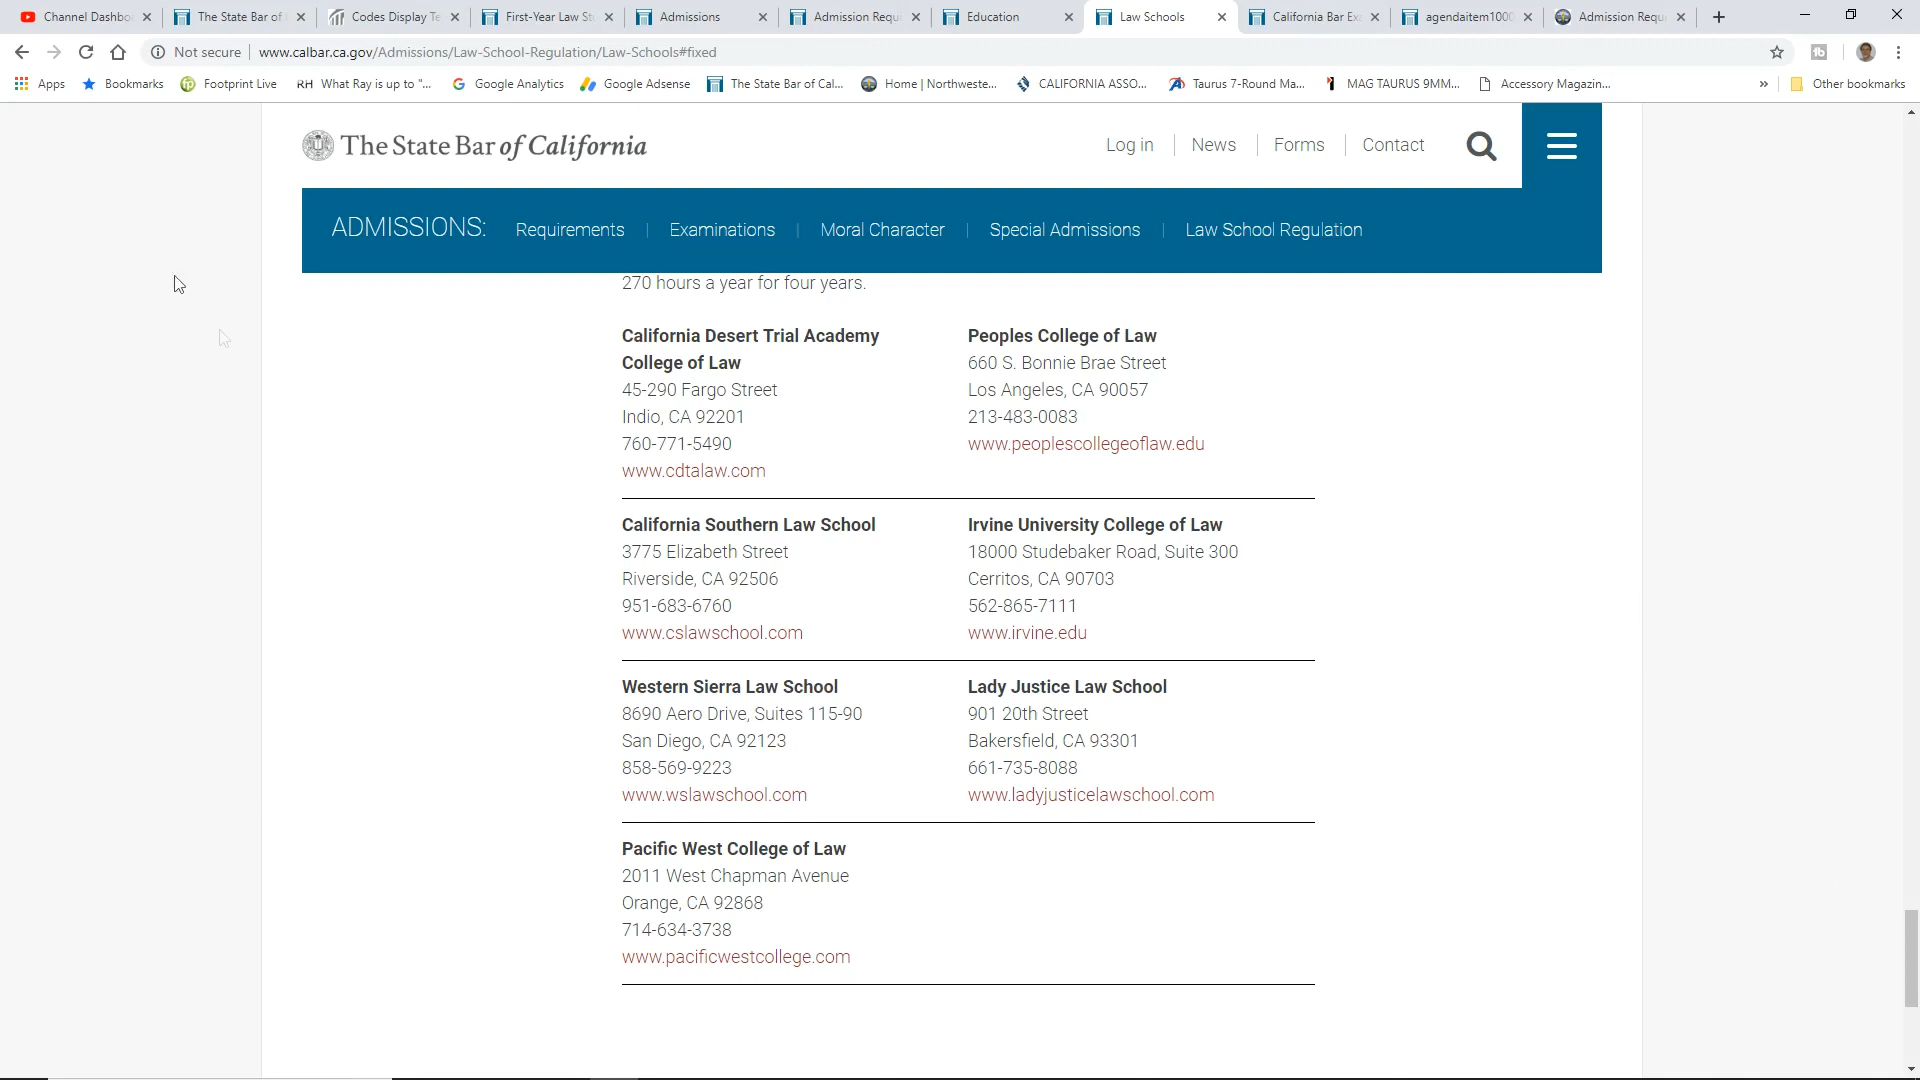 Channel Dashbo
The State Bar of
Codes Display Te
First-Year Law St
Admissions
Admission Requ
Education
Law Schools
California Bar Ex
agendaitem1000
Admission Requ
Not secure
www.calbar.ca.gov/Admissions/Law-School-Regulation/Law-Schools#fixed
Apps
Bookmarks
Footprint Live
RH What Ray is up to "...
Google Analytics
Google Adsense
The State Bar of Cal...
Home | Northweste...
CALIFORNIA ASSO...
Taurus 7-Round Ma...
MAG TAURUS 9MM...
Accessory Magazin...
»
Other bookmarks
The State Bar of California
Log in
News
Forms
Contact
ADMISSIONS:
Requirements
Examinations
Moral Character
Special Admissions
Law School Regulation
270 hours a year for four years.
California Desert Trial Academy
College of Law
45-290 Fargo Street
Indio, CA 92201
760-771-5490
www.cdtalaw.com
Peoples College of Law
660 S. Bonnie Brae Street
Los Angeles, CA 90057
213-483-0083
www.peoplescollegeoflaw.edu
California Southern Law School
3775 Elizabeth Street
Riverside, CA 92506
951-683-6760
www.cslawschool.com
Irvine University College of Law
18000 Studebaker Road, Suite 300
Cerritos, CA 90703
562-865-7111
www.irvine.edu
Western Sierra Law School
8690 Aero Drive, Suites 115-90
San Diego, CA 92123
858-569-9223
www.wslawschool.com
Lady Justice Law School
901 20th Street
Bakersfield, CA 93301
661-735-8088
www.ladyjusticelawschool.com
Pacific West College of Law
2011 West Chapman Avenue
Orange, CA 92868
714-634-3738
www.pacificwestcollege.com